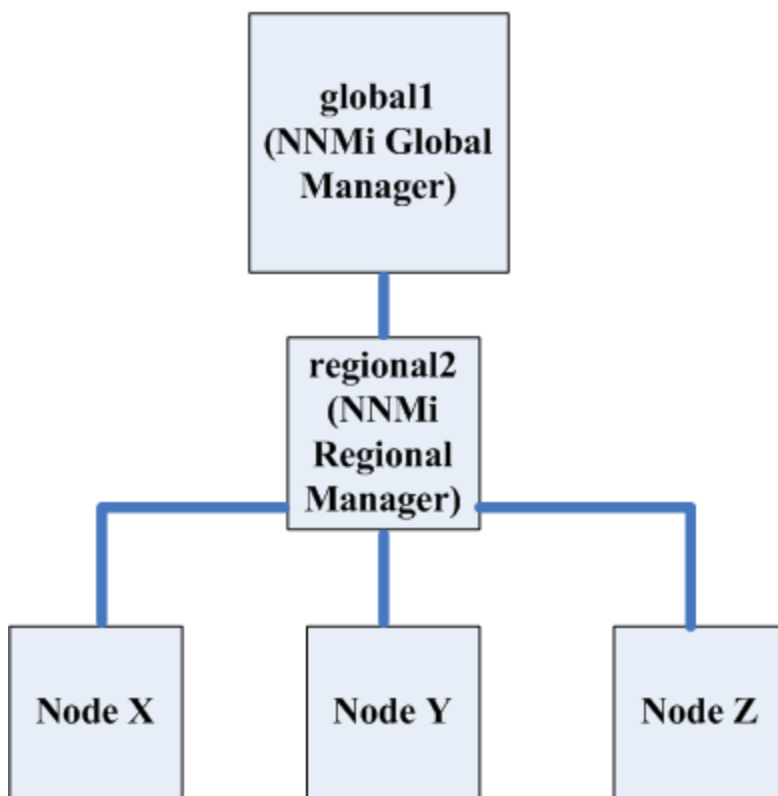 global1
(NNMi Global
Manager)
regional2
(NNMi
Regional
Manager)
Node X
Node Y
Node Z